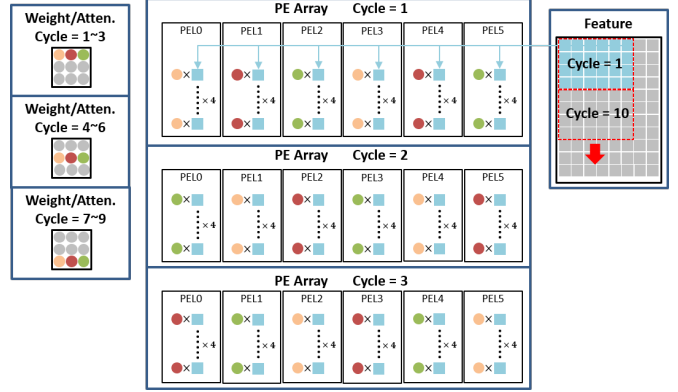 Weight/Atten.
Cycle = 1~3
Weight/Atten.
Cycle = 4~6
Weight/Atten.
Cycle = 7~9
PE Array Cycle = 1
PEL0 PEL1 PEL2 PEL3 PEL4 PEL5
× × × × × ×
× 4 × 4 × 4 × 4 × 4 × 4
× × × × × ×
PE Array Cycle = 2
PEL0 PEL1 PEL2 PEL3 PEL4 PEL5
× × × × × ×
× 4 × 4 × 4 × 4 × 4 × 4
× × × × × ×
PE Array Cycle = 3
PEL0 PEL1 PEL2 PEL3 PEL4 PEL5
× × × × × ×
× 4 × 4 × 4 × 4 × 4 × 4
× × × × × ×
Feature
Cycle = 1
Cycle = 10